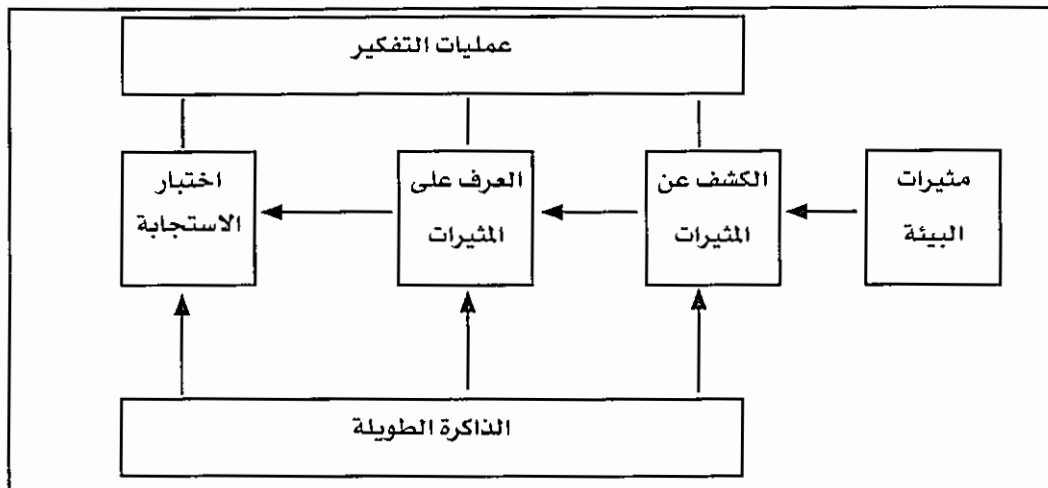 عمليات التفكير
مثيرات
البيئة
الكشف عن
المثيرات
العرف على
المثيرات
اختبار
الاستجابة
الذاكرة الطويلة